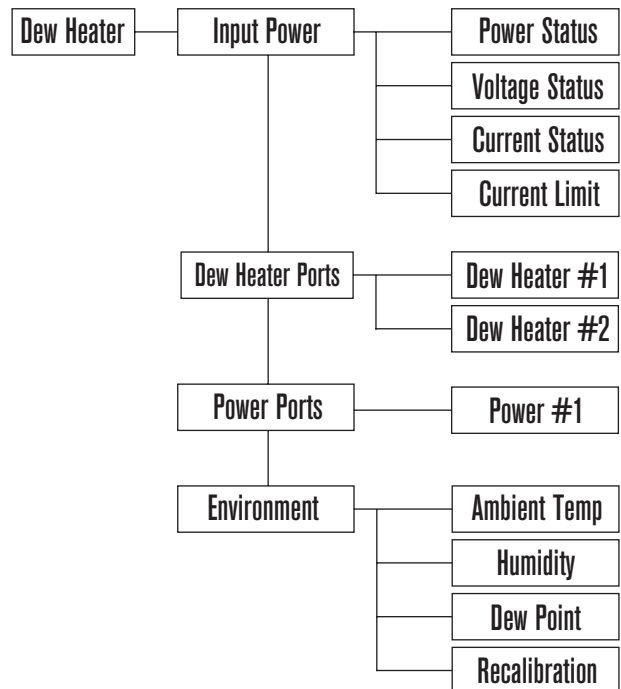 Dew Heater
Input Power
Power Status
Voltage Status
Current Status
Current Limit
Dew Heater Ports
Dew Heater #1
Dew Heater #2
Power Ports
Power #1
Environment
Ambient Temp
Humidity
Dew Point
Recalibration